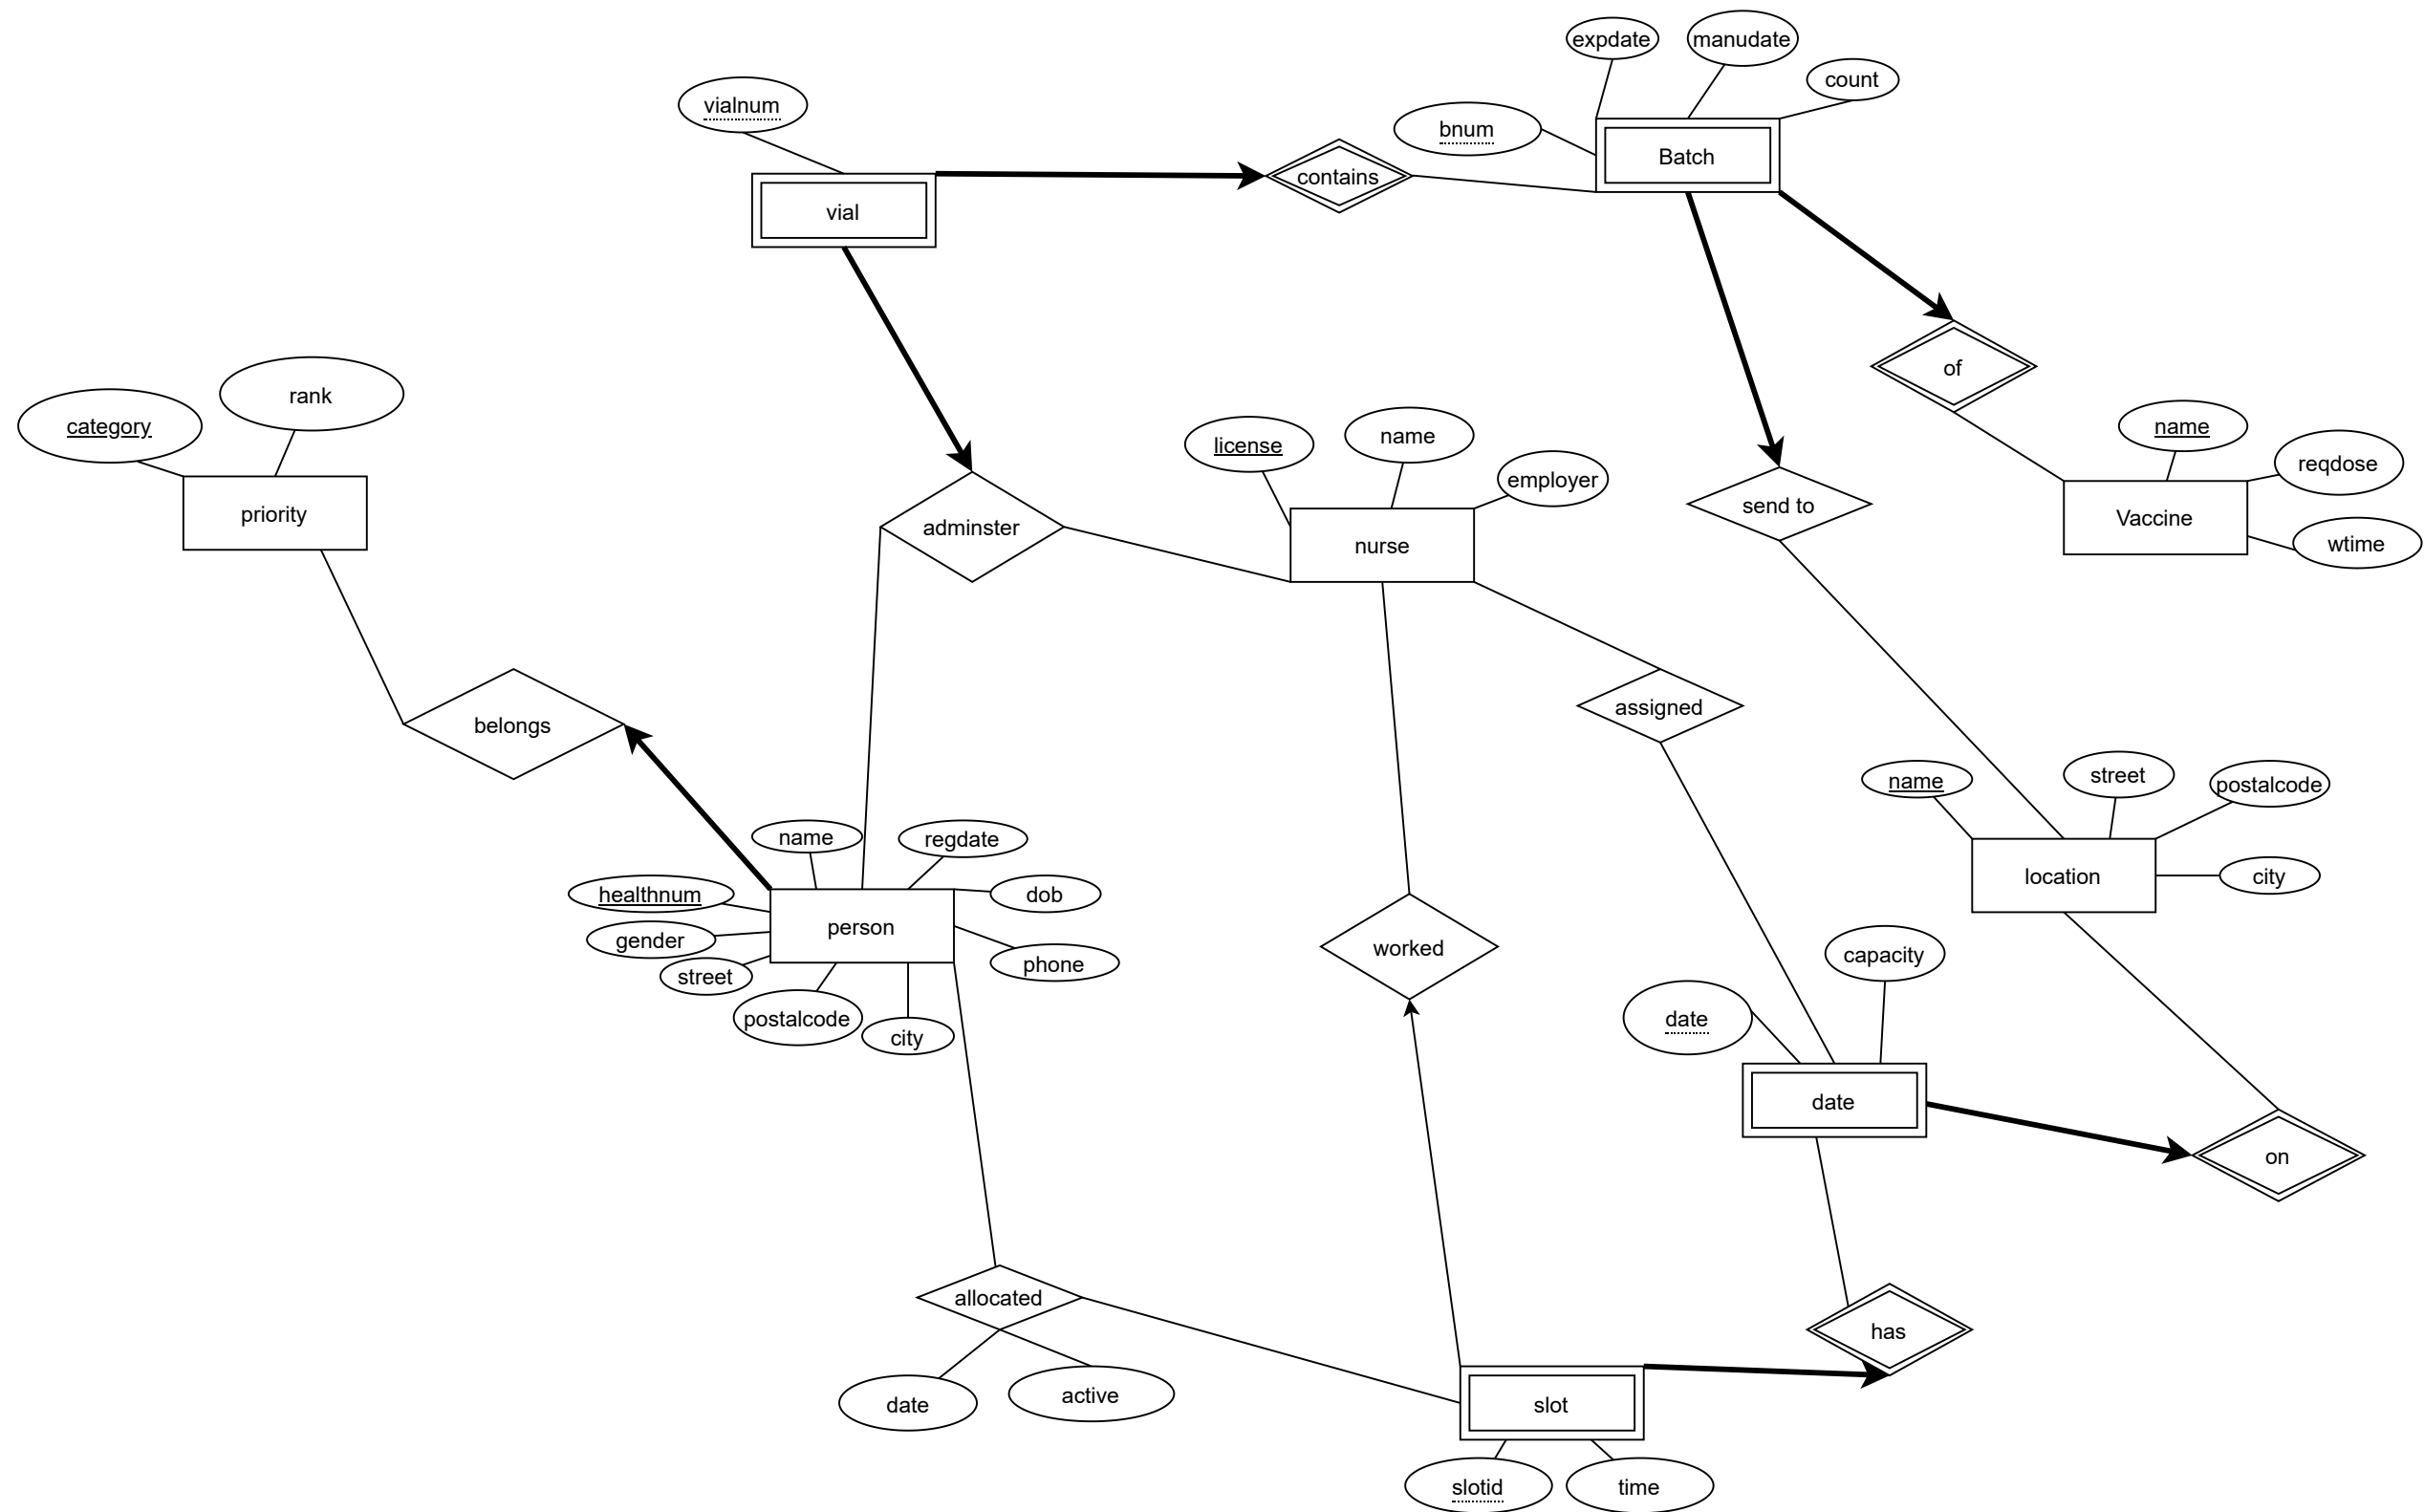 expdate
manudate
count
vialnum
bnum
Batch
contains
vial
of
rank
category
name
license
name
reqdose
employer
send to
priority
adminster
nurse
Vaccine
wtime
belongs
assigned
name
street
postalcode
name
regdate
location
city
healthnum
dob
gender
person
street
phone
worked
capacity
postalcode
city
date
date
on
allocated
has
date
active
slot
slotid
time